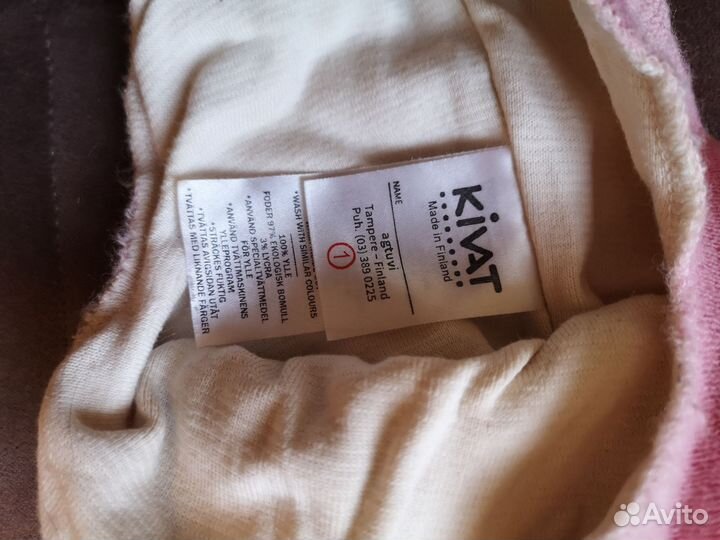 KIVAT
Made in Finland
NAME
agtuvi
Tampere - Finland
Puh. (03) 389 0225
1
*WASH WITH SIMILAR COLOURS
100% YLLE
FODER 97% EKOLOGISK BOMULL
3% LYCRA
*ANVÄND SPECIALTVÄTTMEDEL
FÖR YLLE
*ANVÄND TVÄTTMASKINENS
YLLEPROGRAM
*STRÄCKES FUKTIG
*TVÄTTAS AVIGSIDAN UTÅT
*TVÄTTAS MED LIKNANDE FÄRGER
Avito